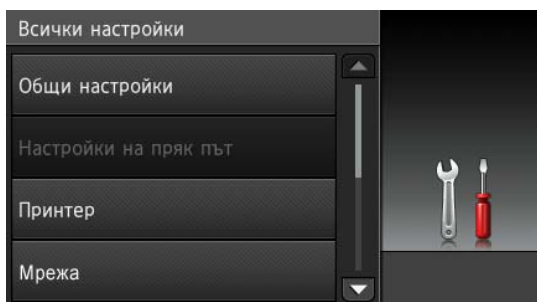 Всички настройки
Общи настройки
Настройки на пряк път
Принтер
Мрежа